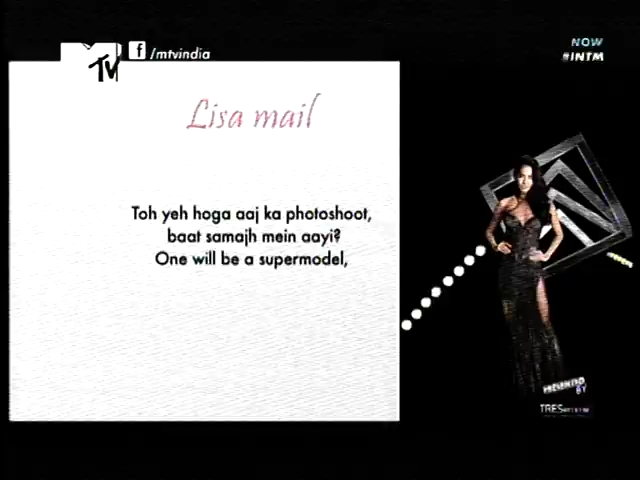 MTV
f /mtvindia
NOW
#INTM
Lisa mail
Toh yeh hoga aaj ka photoshoot,
baat samajh mein aayi?
One will be a supermodel,
PRESENTED
BY